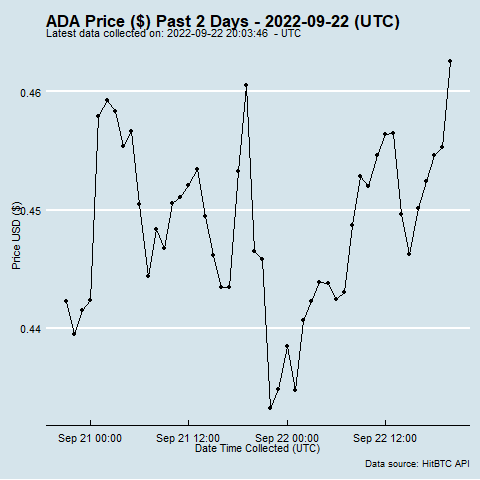 ADA Price ($) Past 2 Days - 2022-09-22 (UTC)
Latest data collected on: 2022-09-22 20:03:46 - UTC
0.46
0.45
0.44
Price USD ($)
Sep 21 00:00 Sep 21 12:00 Sep 22 00:00 Sep 22 12:00
Date Time Collected (UTC)
Data source: HitBTC API